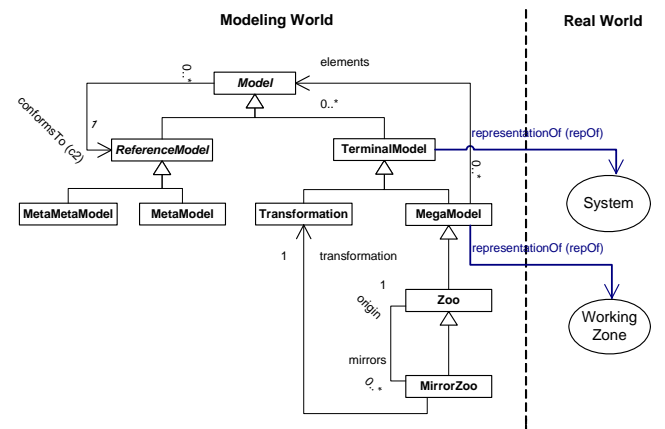 Modeling World
Real World
elements
0..*
Model
0..*
conformsTo (c2)
1
representationOf (repOf)
ReferenceModel
TerminalModel
0..*
System
MetaMetaModel
MetaModel
Transformation
MegaModel
1
transformation
representationOf (repOf)
1
Zoo
origin
Working
Zone
mirrors
0..*
MirrorZoo